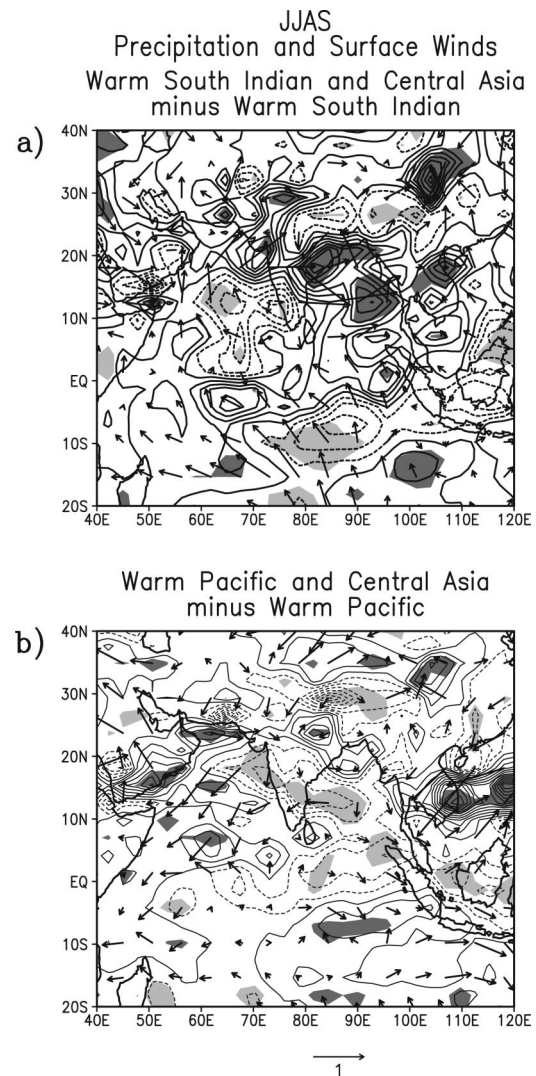 JJAS
Precipitation and Surface Winds
Warm South Indian and Central Asia
minus Warm South Indian
a)
40N
30N
20N
10N
EQ
10S
20S
40E 50E 60E 70E 80E 90E 100E 110E 120E
Warm Pacific and Central Asia
minus Warm Pacific
b)
40N
30N
20N
10N
EQ
10S
20S
40E 50E 60E 70E 80E 90E 100E 110E 120E
1